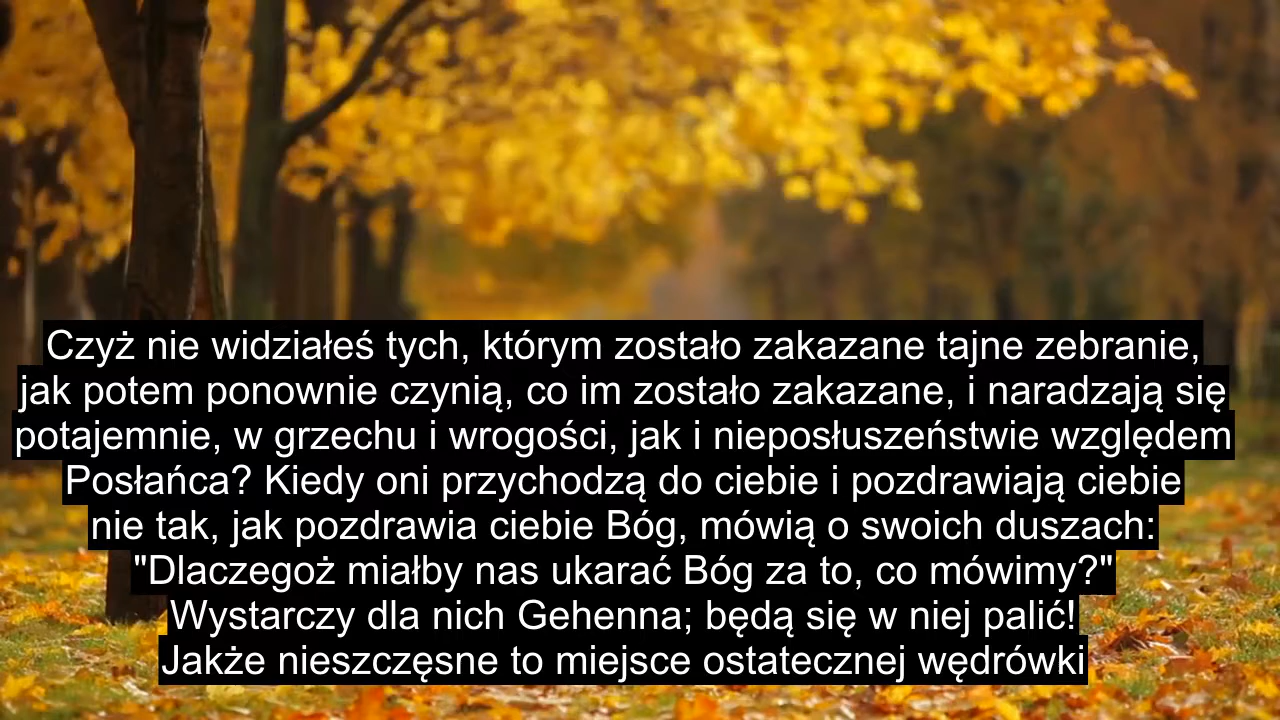 Czyż nie widziałeś tych, którym zostało zakazane tajne zebranie,
jak potem ponownie czynią, co im zostało zakazane, i naradzają się
potajemnie, w grzechu i wrogości, jak i nieposłuszeństwie względem
Posłańca? Kiedy oni przychodzą do ciebie i pozdrawiają ciebie
nie tak, jak pozdrawia ciebie Bóg, mówią o swoich duszach:
"Dlaczegoż miałby nas ukarać Bóg za to, co mówimy?"
Wystarczy dla nich Gehenna; będą się w niej palić!
Jakże nieszczęsne to miejsce ostatecznej wędrówki